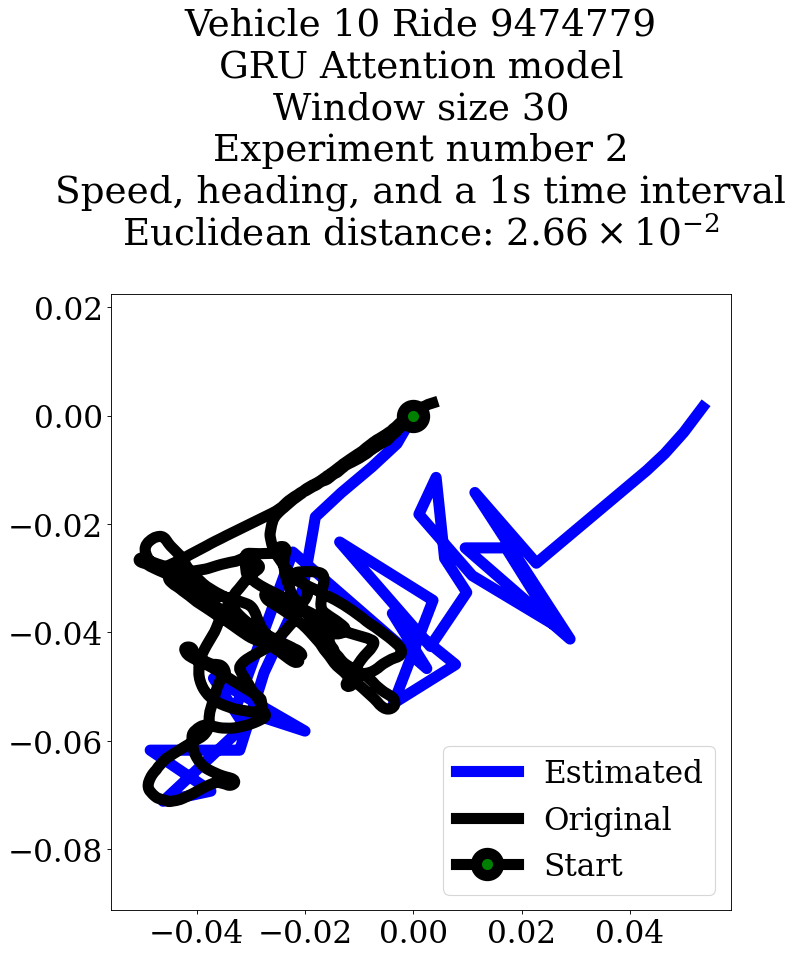 Vehicle 10 Ride 9474779
GRU Attention model
Window size 30
Experiment number 2
Speed, heading, and a 1s time interval
Euclidean distance: 2.66 × 10⁻²
0.02
0.00
−0.02
−0.04
−0.06
−0.08
Estimated
Original
Start
−0.04 −0.02 0.00 0.02 0.04